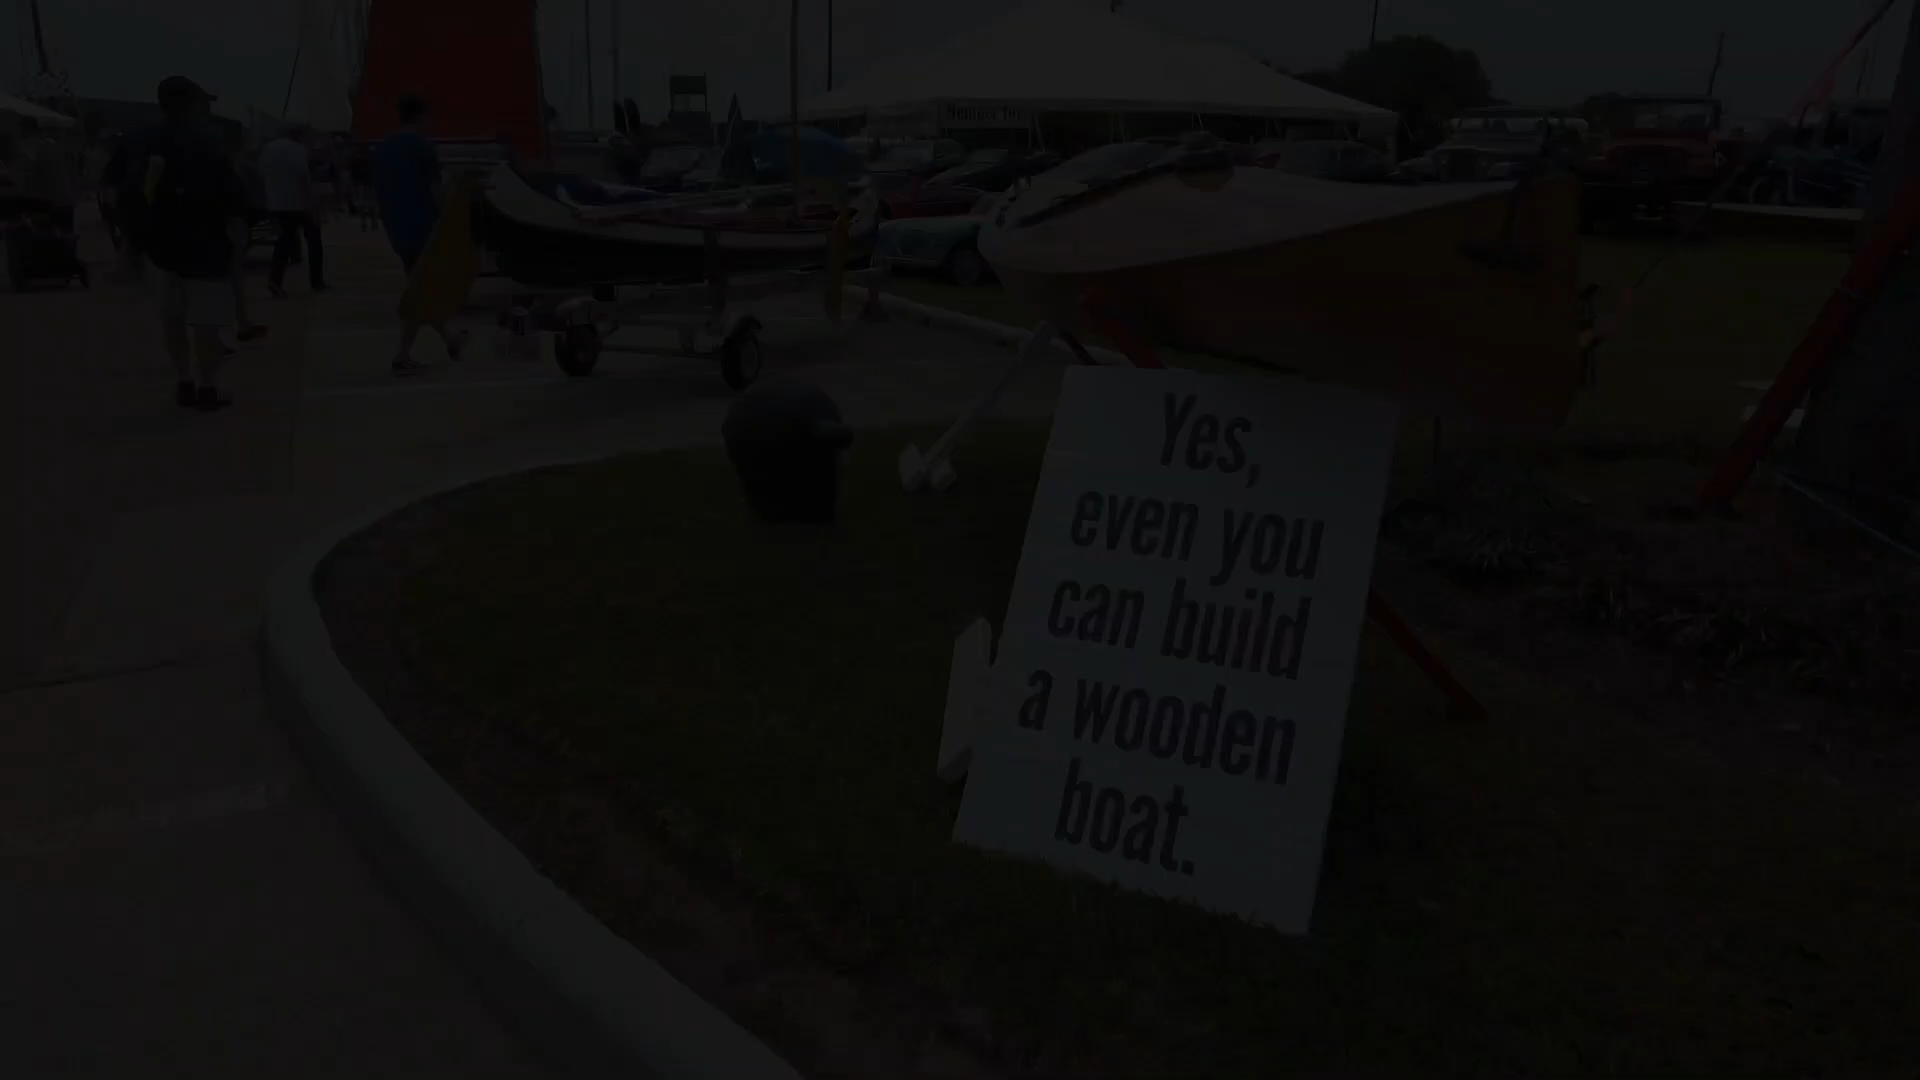 Yes,
even you
can build
a wooden
boat.